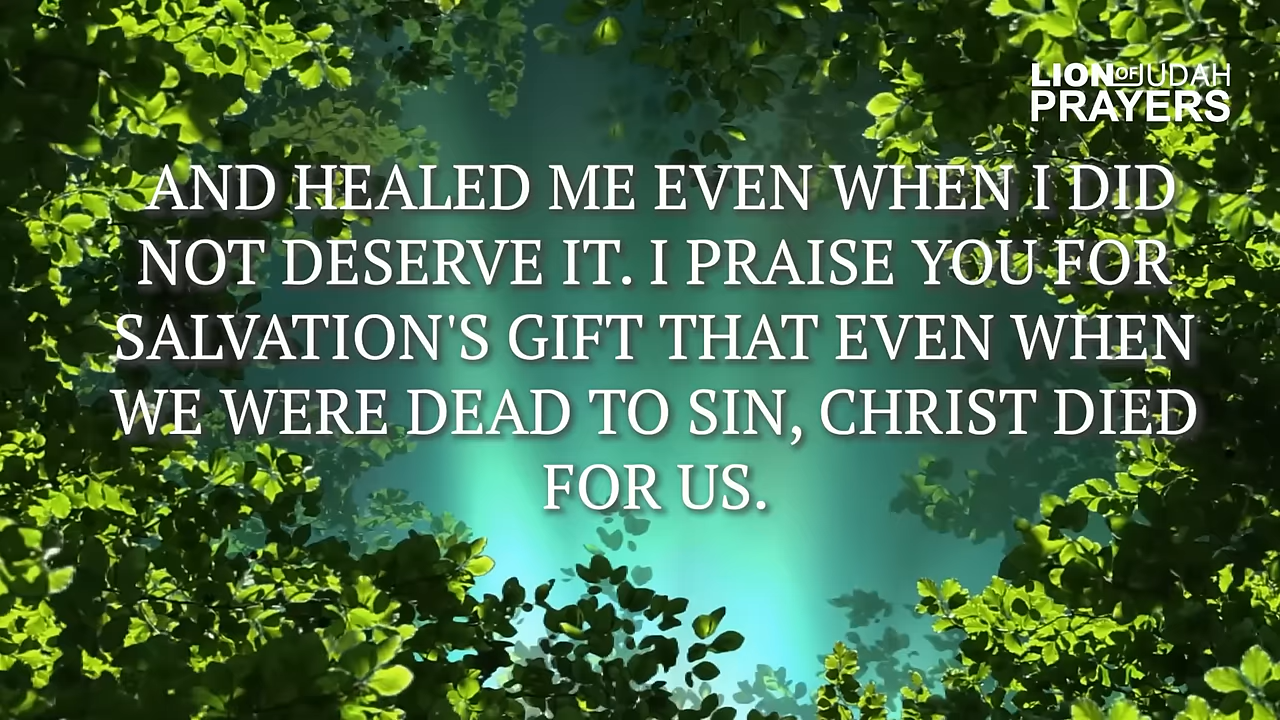 LION OF JUDAH
PRAYERS
AND HEALED ME EVEN WHEN I DID
NOT DESERVE IT. I PRAISE YOU FOR
SALVATION'S GIFT THAT EVEN WHEN
WE WERE DEAD TO SIN, CHRIST DIED
FOR US.